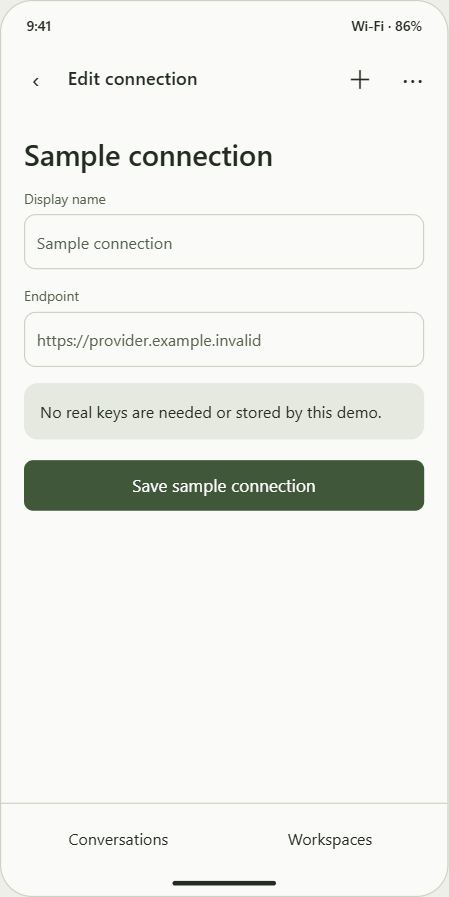 9:41 Wi-Fi · 86%
‹ Edit connection + ...
Sample connection
Display name
Sample connection
Endpoint
https://provider.example.invalid
No real keys are needed or stored by this demo.
Save sample connection
Conversations Workspaces